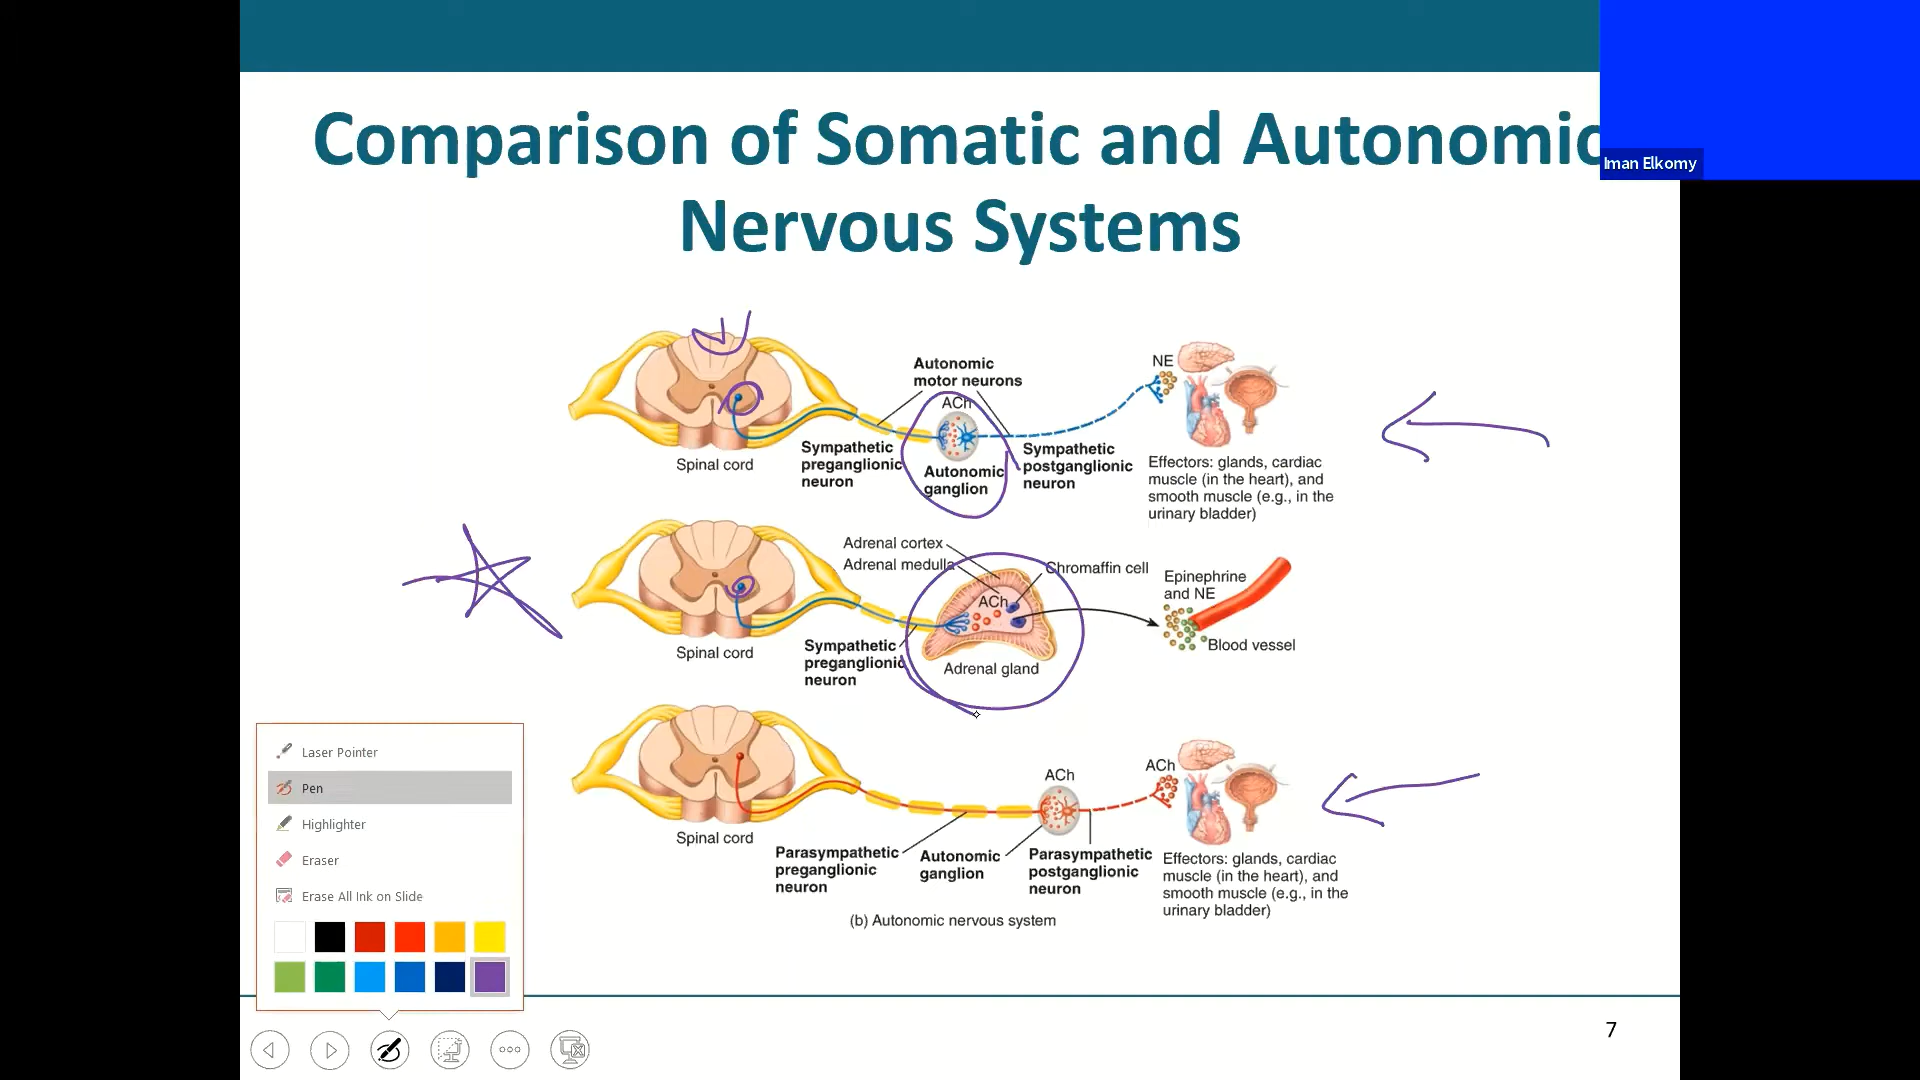 Comparison of Somatic and Autonomic
Nervous Systems
Iman Elkomy
Autonomic
motor neurons
ACh
NE
Spinal cord
Sympathetic
preganglionic
neuron
Autonomic
ganglion
Sympathetic
postganglionic
neuron
Effectors: glands, cardiac
muscle (in the heart), and
smooth muscle (e.g., in the
urinary bladder)
Adrenal cortex
Adrenal medulla
Chromaffin cell
ACh
Epinephrine
and NE
Blood vessel
Spinal cord
Sympathetic
preganglionic
neuron
Adrenal gland
ACh
ACh
Spinal cord
Parasympathetic
preganglionic
neuron
Autonomic
ganglion
Parasympathetic
postganglionic
neuron
Effectors: glands, cardiac
muscle (in the heart), and
smooth muscle (e.g., in the
urinary bladder)
(b) Autonomic nervous system
Laser Pointer
Pen
Highlighter
Eraser
Erase All Ink on Slide
7